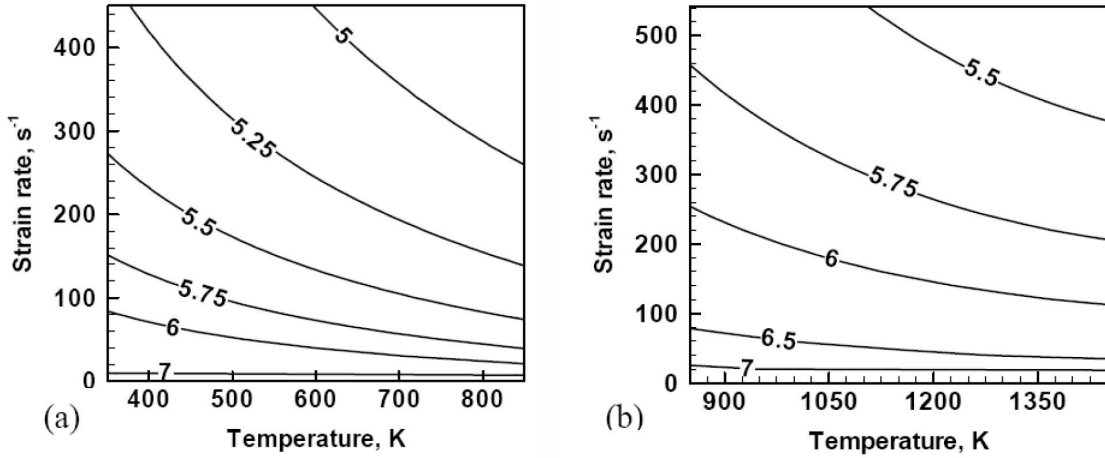 400
300
200
100
0
Strain rate, s⁻¹
5
5.25
5.5
5.75
6
7
400 500 600 700 800
Temperature, K
(a)
500
400
300
200
100
0
Strain rate, s⁻¹
5.5
5.75
6
6.5
7
900 1050 1200 1350
Temperature, K
(b)